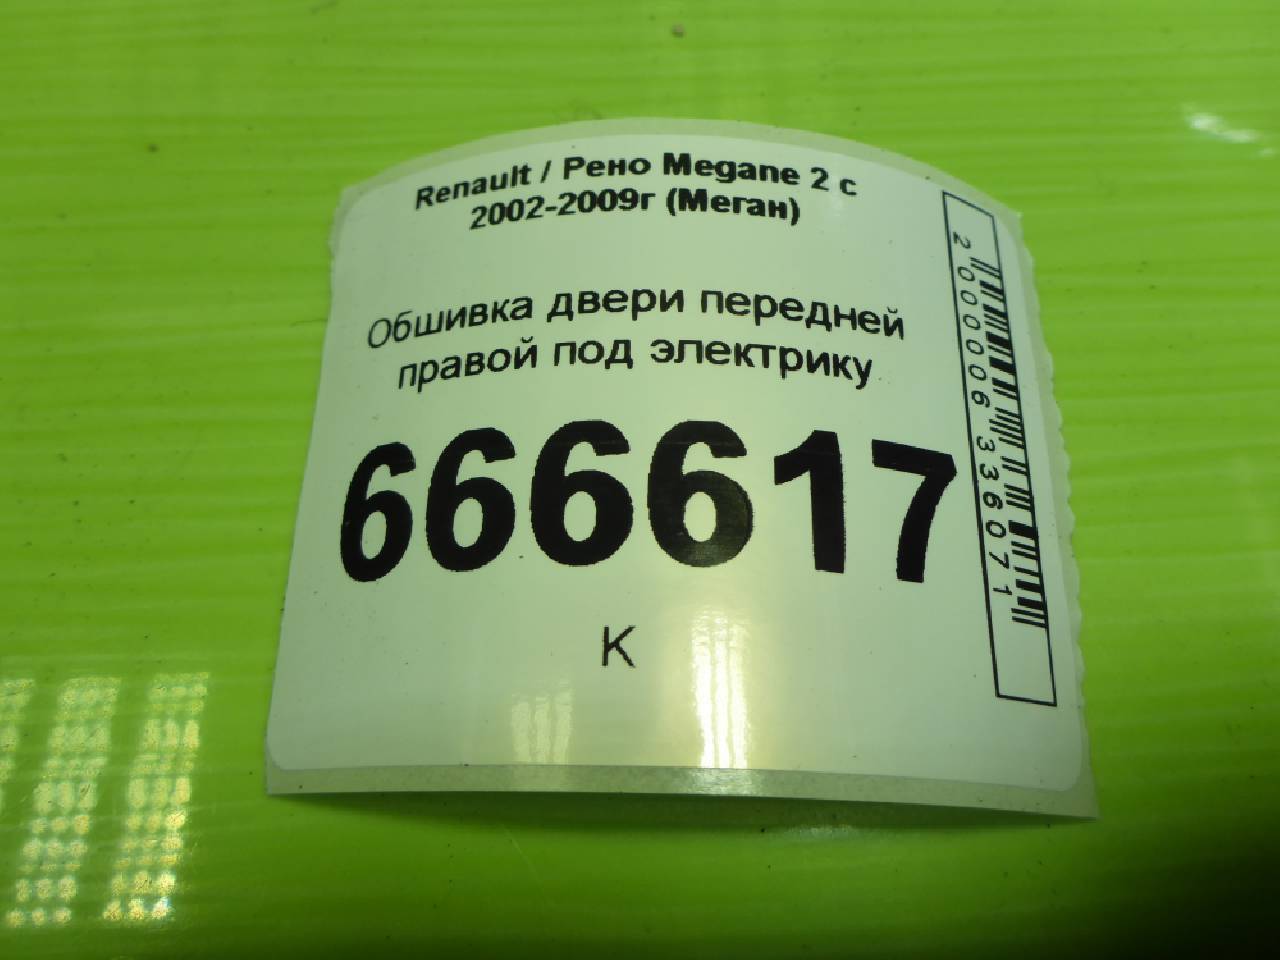 Renault / Рено Megane 2 с
2002-2009г (Меган)
Обшивка двери передней
правой под электрику
666617
К
2000006336071